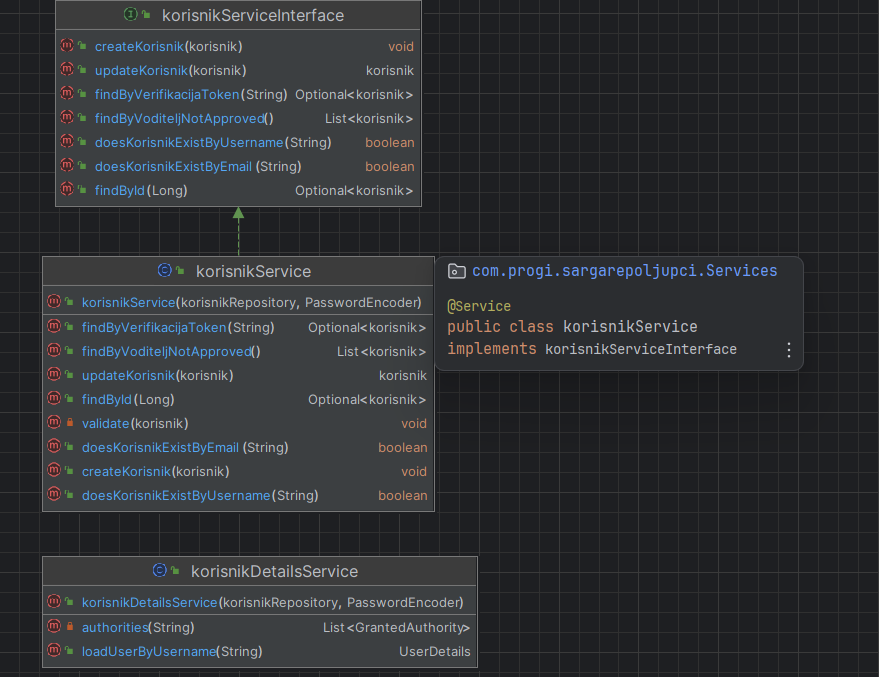 korisnikServiceInterface
createKorisnik(korisnik) void
updateKorisnik(korisnik) korisnik
findByVerifikacijaToken(String) Optional<korisnik>
findByVoditeljNotApproved() List<korisnik>
doesKorisnikExistByUsername(String) boolean
doesKorisnikExistByEmail (String) boolean
findById(Long) Optional<korisnik>
korisnikService
korisnikService(korisnikRepository, PasswordEncoder)
findByVerifikacijaToken(String) Optional<korisnik>
findByVoditeljNotApproved() List<korisnik>
updateKorisnik(korisnik) korisnik
findById(Long) Optional<korisnik>
validate(korisnik) void
doesKorisnikExistByEmail (String) boolean
createKorisnik(korisnik) void
doesKorisnikExistByUsername(String) boolean
com.progi.sargarepoljupci.Services
@Service
public class korisnikService
implements korisnikServiceInterface
korisnikDetailsService
korisnikDetailsService(korisnikRepository, PasswordEncoder)
authorities(String) List<GrantedAuthority>
loadUserByUsername(String) UserDetails